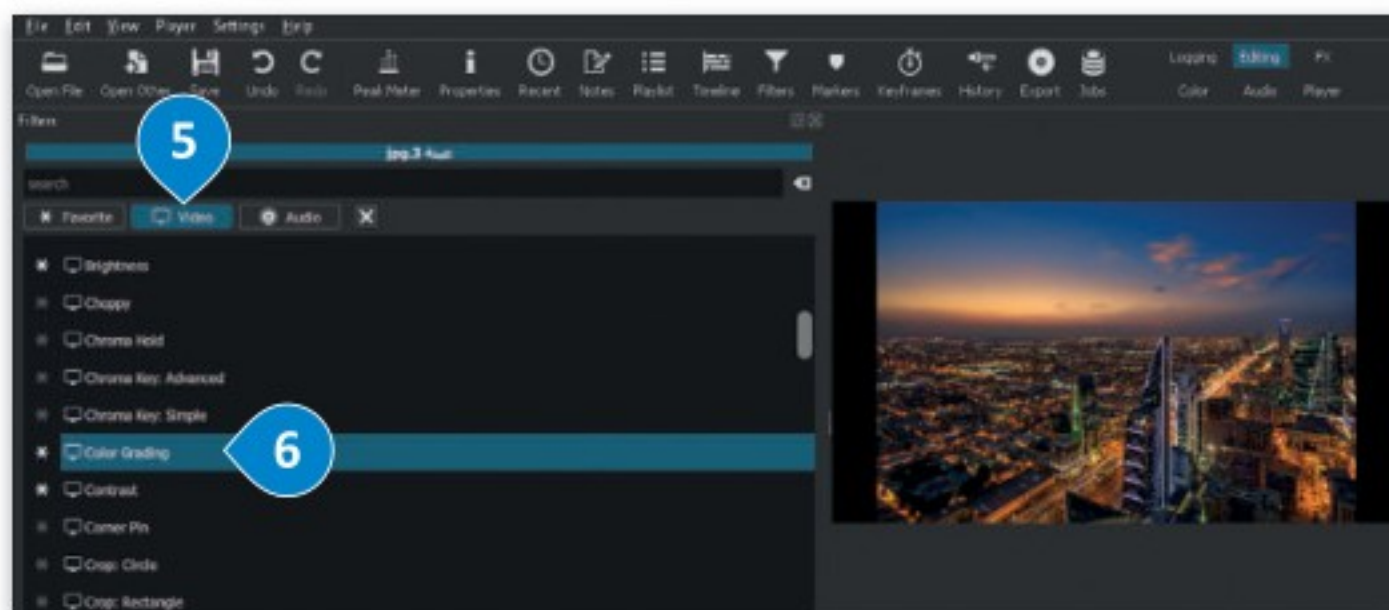 File Edit View Player Settings Help
Open File Open Other Save Undo Redo Peak Meter Properties Recent Notes Playlist Timeline Filters Markers Keyframes History Export Jobs
Logging Editing FX
Color Audio Player
Filters
5
jpg.3
search
Favorite Video Audio
Brightness
Choppy
Chroma Hold
Chroma Key: Advanced
Chroma Key: Simple
Color Grading
6
Contrast
Corner Pin
Crop: Circle
Crop: Rectangle